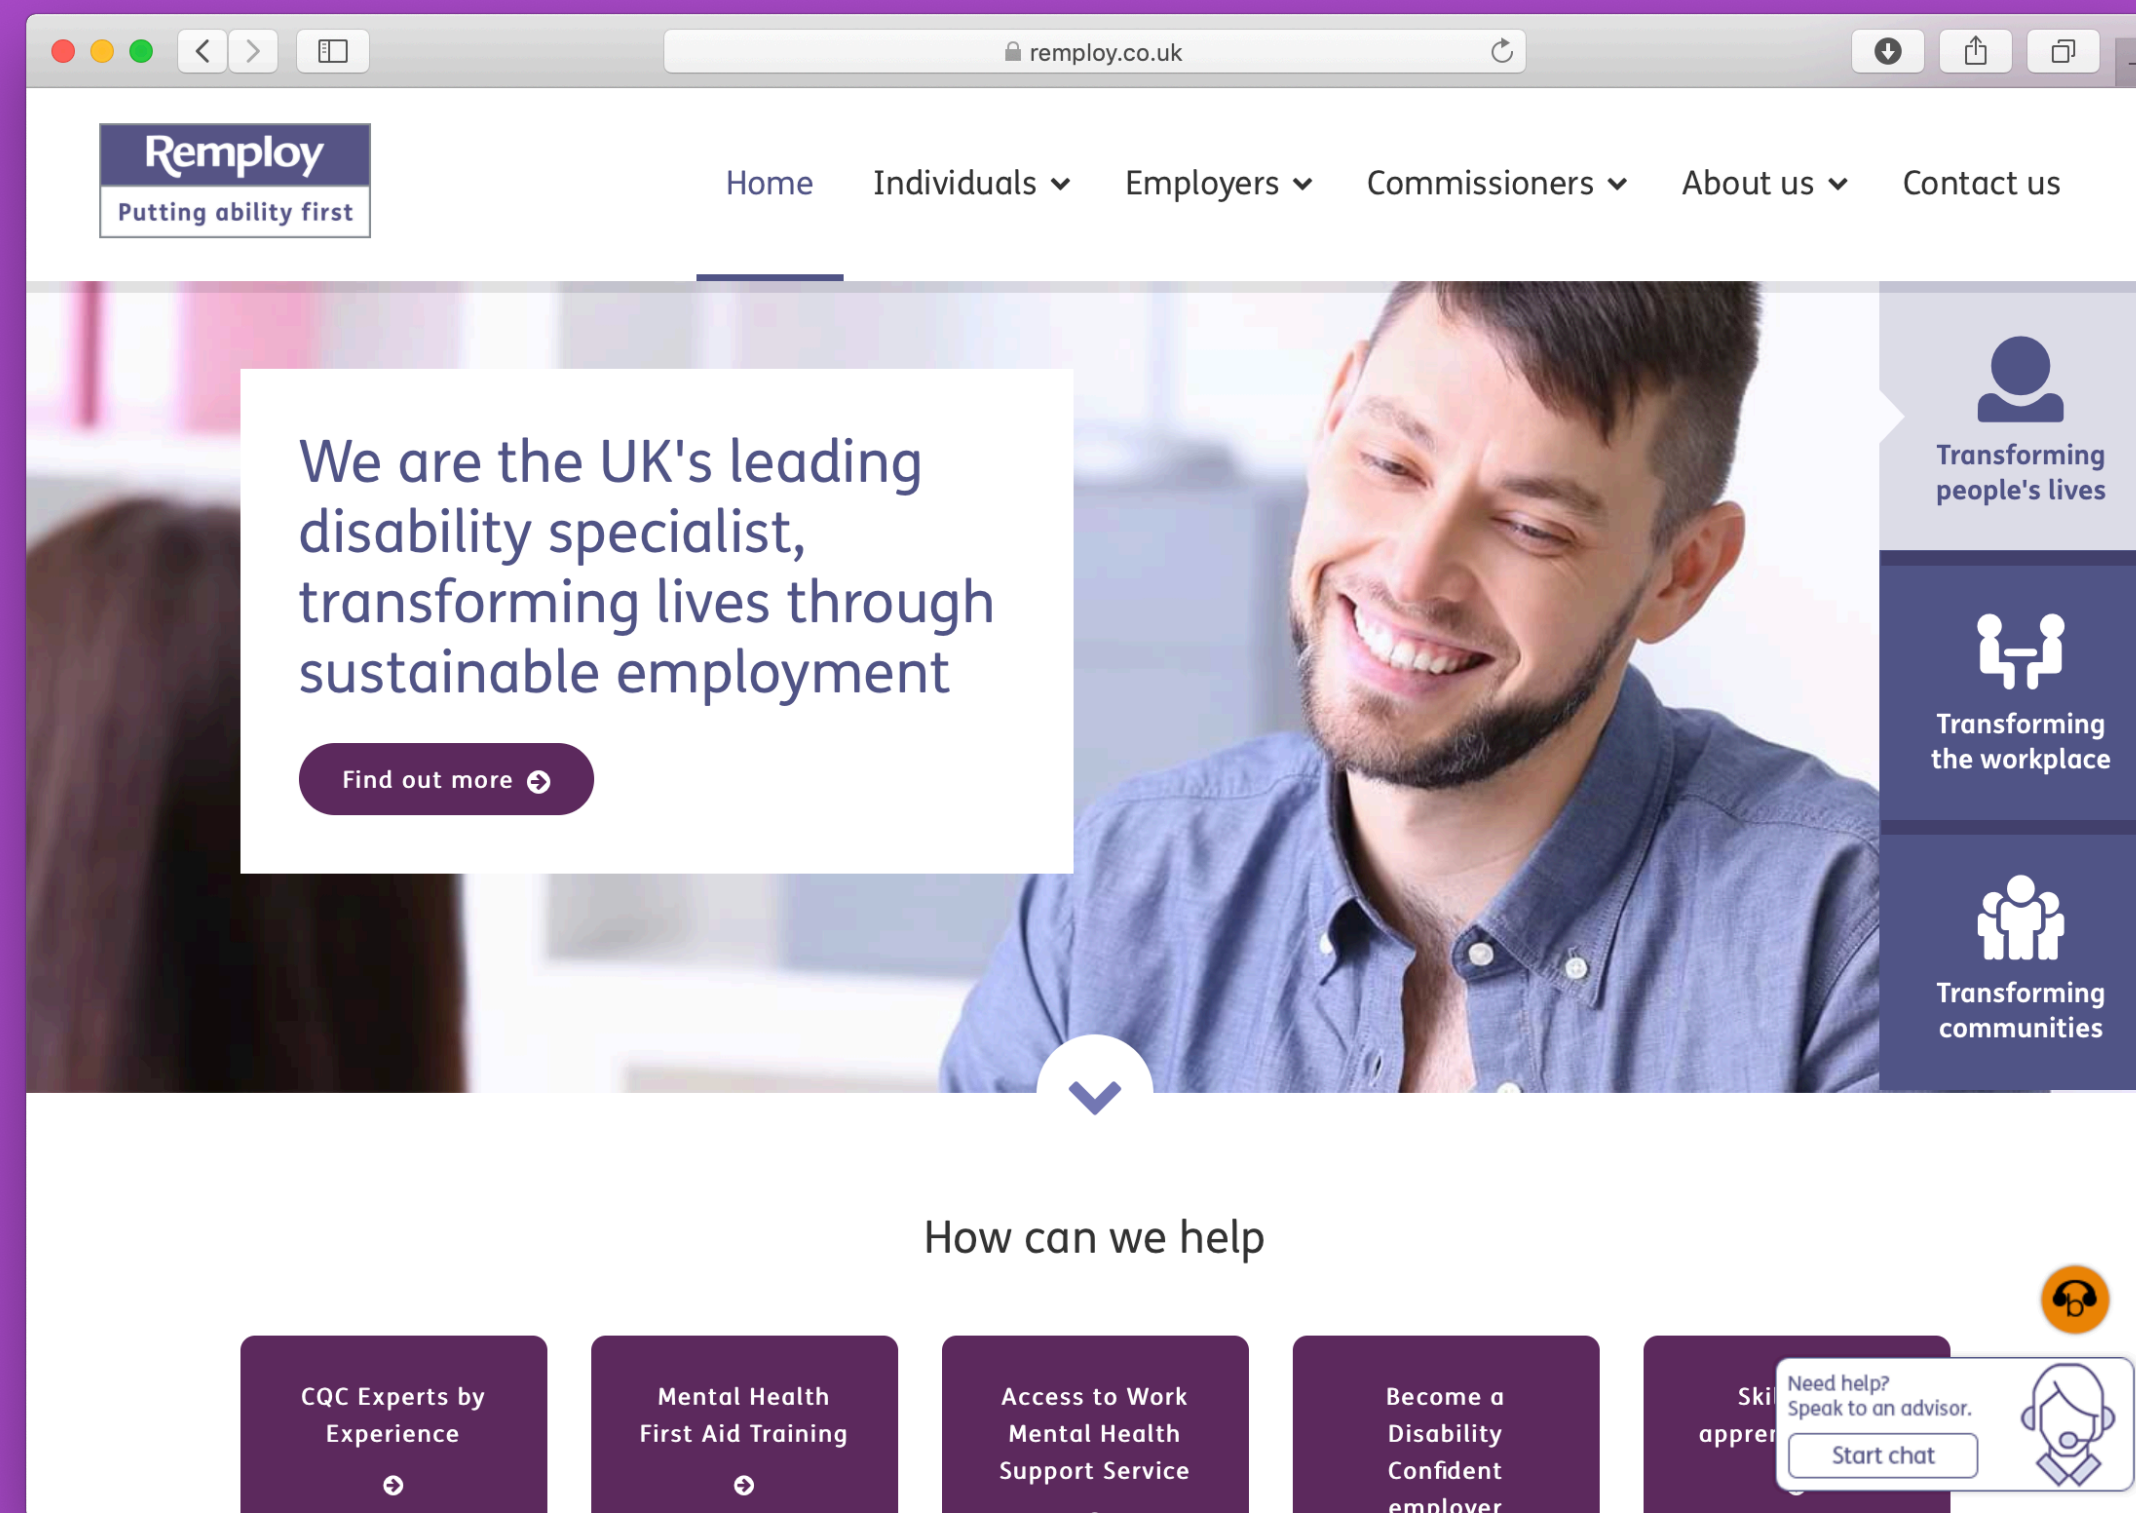 remploy.co.uk
Remploy
Putting ability first
Home
Individuals
Employers
Commissioners
About us
Contact us
We are the UK's leading
disability specialist,
transforming lives through
sustainable employment
Find out more
Transforming
people's lives
Transforming
the workplace
Transforming
communities
How can we help
CQC Experts by
Experience
Mental Health
First Aid Training
Access to Work
Mental Health
Support Service
Become a
Disability
Confident
employer
b
Need help?
Speak to an advisor.
Start chat